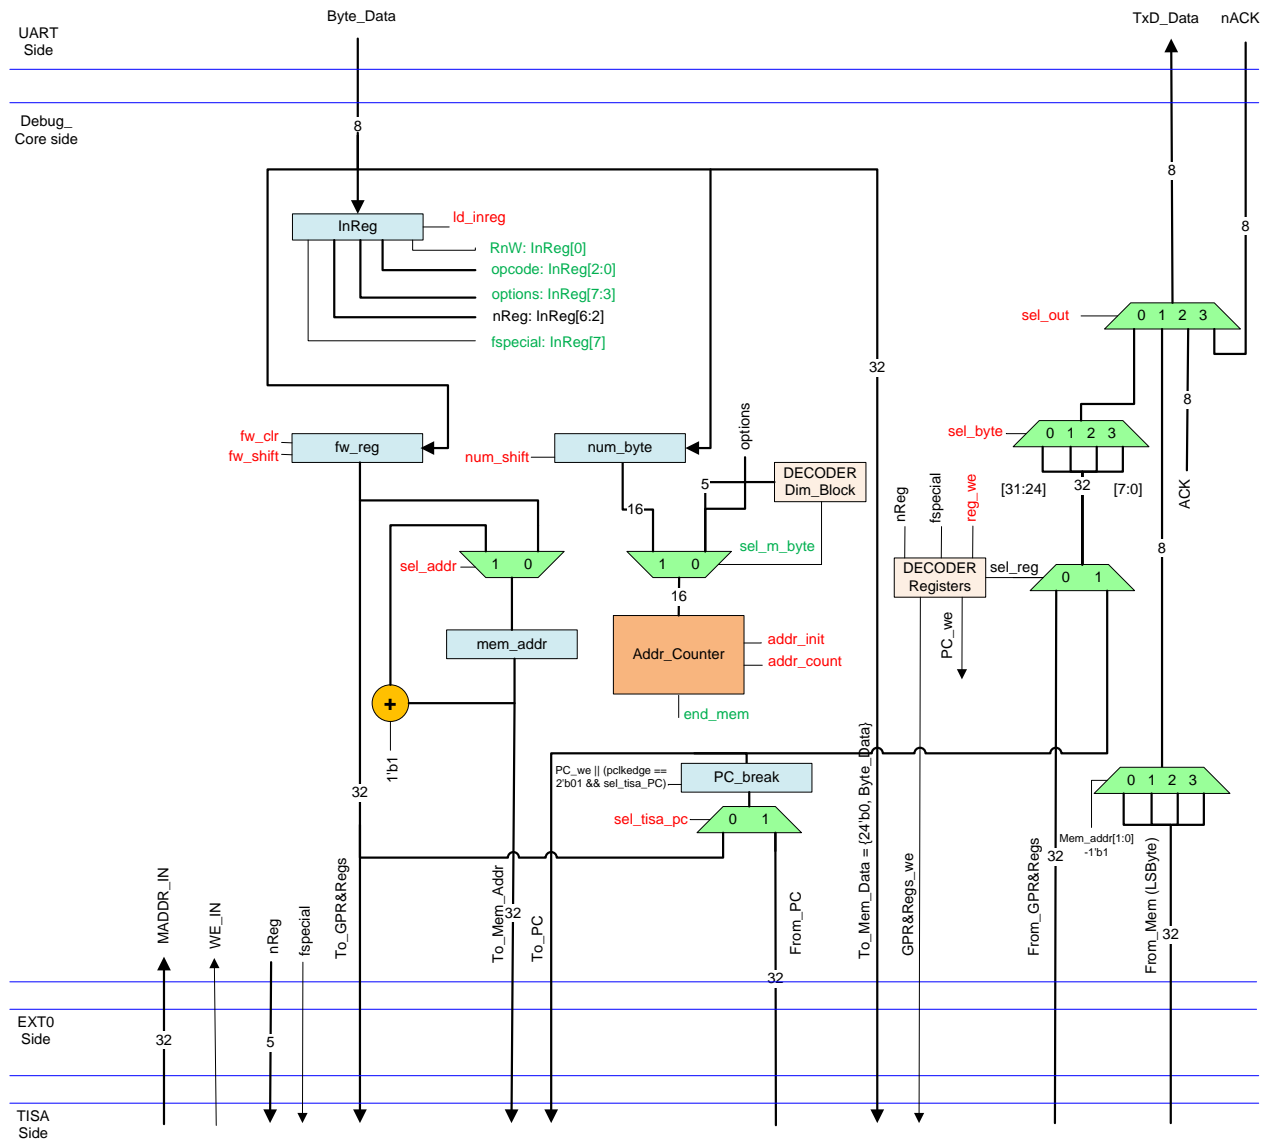 Byte_Data
TxD_Data
nACK
UART
Side
Debug_
Core side
8
8
8
InReg
ld_inreg
RnW: InReg[0]
opcode: InReg[2:0]
options: InReg[7:3]
nReg: InReg[6:2]
fspecial: InReg[7]
sel_out
0 1 2 3
32
8
fw_clr
fw_shift
fw_reg
num_shift
num_byte
options
sel_byte
0 1 2 3
DECODER
Dim_Block
5
16
[31:24]
32
[7:0]
ACK
nReg
fspecial
reg_we
sel_addr
1 0
1 0
sel_m_byte
8
DECODER
Registers
sel_reg
0 1
16
mem_addr
Addr_Counter
addr_init
addr_count
PC_we
+
end_mem
1'b1
PC_we || (pclkedge ==
2'b01 && sel_tisa_PC)
PC_break
0 1 2 3
32
sel_tisa_pc
0 1
Mem_addr[1:0]
-1'b1
32
MADDR_IN
WE_IN
nReg
fspecial
To_GPR&Regs
To_Mem_Addr
32
To_PC
From_PC
To_Mem_Data = {24'b0, Byte_Data}
GPR&Regs_we
From_GPR&Regs
From_Mem (LSByte)
32
32
EXT0
Side
32
5
TISA
Side